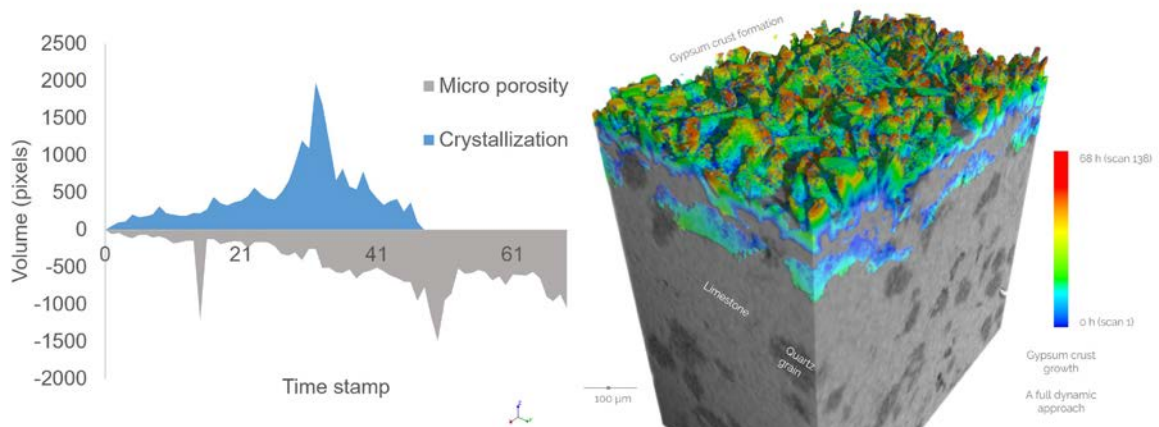 2500
2000
1500
1000
500
0
-500
-1000
-1500
-2000
Volume (pixels)
0
21
41
61
Time stamp
Micro porosity
Crystallization
Gypsum crust formation
Limestone
Quartz
grain
100 µm
68 h (scan 138)
0 h (scan 1)
Gypsum crust
growth
A full dynamic
approach